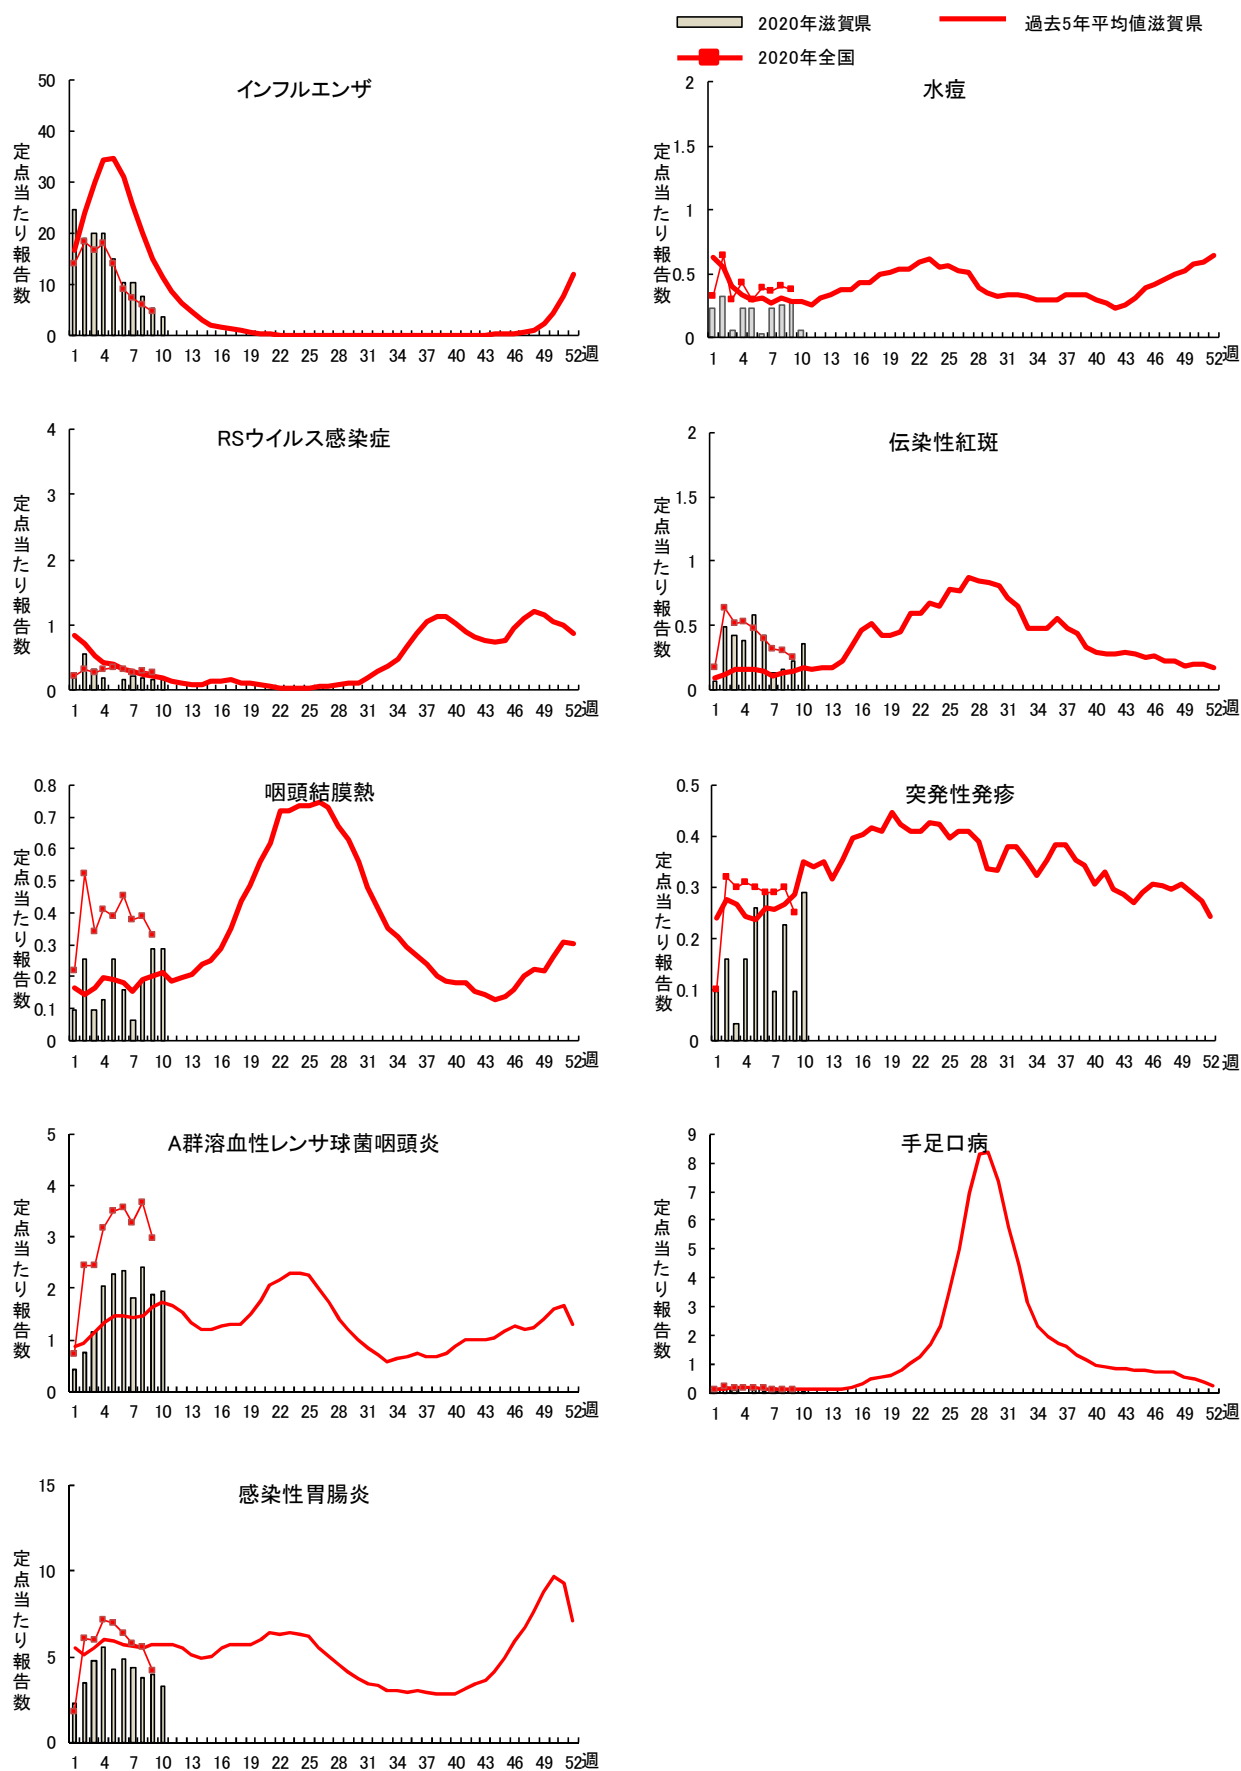 2020年滋賀県
過去5年平均値滋賀県
2020年全国
インフルエンザ
定点当たり報告数
50
40
30
20
10
0
1 4 7 10 13 16 19 22 25 28 31 34 37 40 43 46 49 52週
水痘
定点当たり報告数
2
1.5
1
0.5
0
1 4 7 10 13 16 19 22 25 28 31 34 37 40 43 46 49 52週
RSウイルス感染症
定点当たり報告数
4
3
2
1
0
1 4 7 10 13 16 19 22 25 28 31 34 37 40 43 46 49 52週
伝染性紅斑
定点当たり報告数
2
1.5
1
0.5
0
1 4 7 10 13 16 19 22 25 28 31 34 37 40 43 46 49 52週
咽頭結膜熱
定点当たり報告数
0.8
0.7
0.6
0.5
0.4
0.3
0.2
0.1
0
1 4 7 10 13 16 19 22 25 28 31 34 37 40 43 46 49 52週
突発性発疹
定点当たり報告数
0.5
0.4
0.3
0.2
0.1
0
1 4 7 10 13 16 19 22 25 28 31 34 37 40 43 46 49 52週
A群溶血性レンサ球菌咽頭炎
定点当たり報告数
5
4
3
2
1
0
1 4 7 10 13 16 19 22 25 28 31 34 37 40 43 46 49 52週
手足口病
定点当たり報告数
9
8
7
6
5
4
3
2
1
0
1 4 7 10 13 16 19 22 25 28 31 34 37 40 43 46 49 52週
感染性胃腸炎
定点当たり報告数
15
10
5
0
1 4 7 10 13 16 19 22 25 28 31 34 37 40 43 46 49 52週